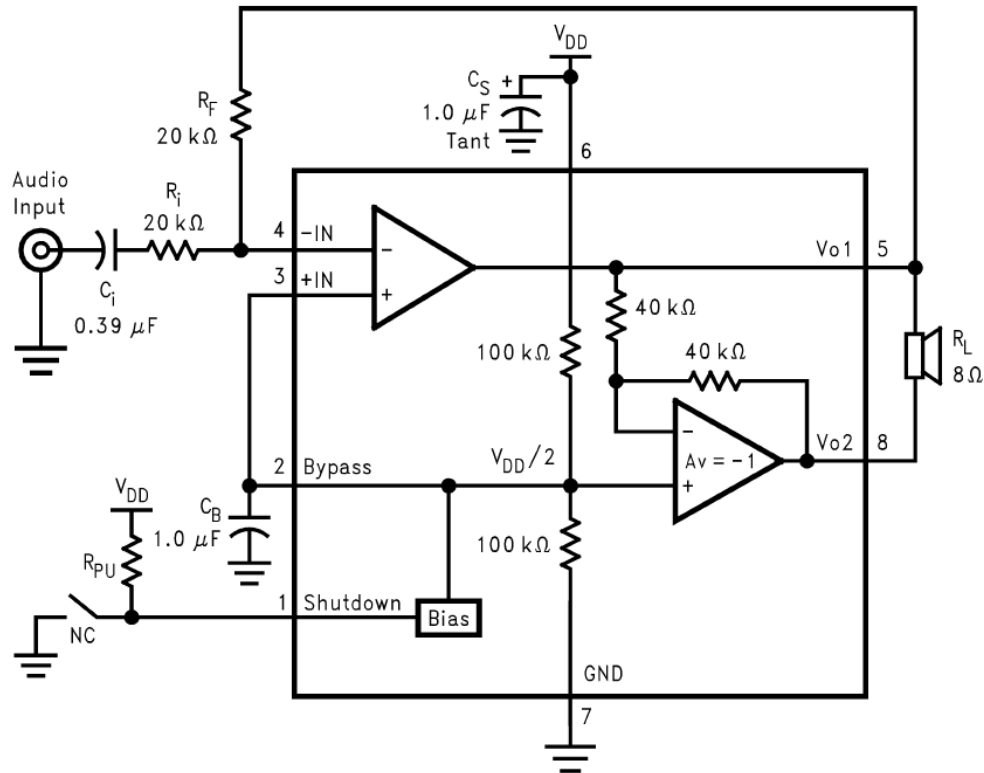 V_DD
C_S +
1.0 μF
Tant
6
R_F
20 kΩ
Audio
Input
R_i
20 kΩ
C_i
0.39 μF
4
-IN
3
+IN
-
+
Vo1
5
40 kΩ
100 kΩ
40 kΩ
R_L
8Ω
2
Bypass
V_DD/2
-
Av = -1
+
Vo2
8
V_DD
C_B
1.0 μF
100 kΩ
R_PU
1
Shutdown
Bias
NC
GND
7